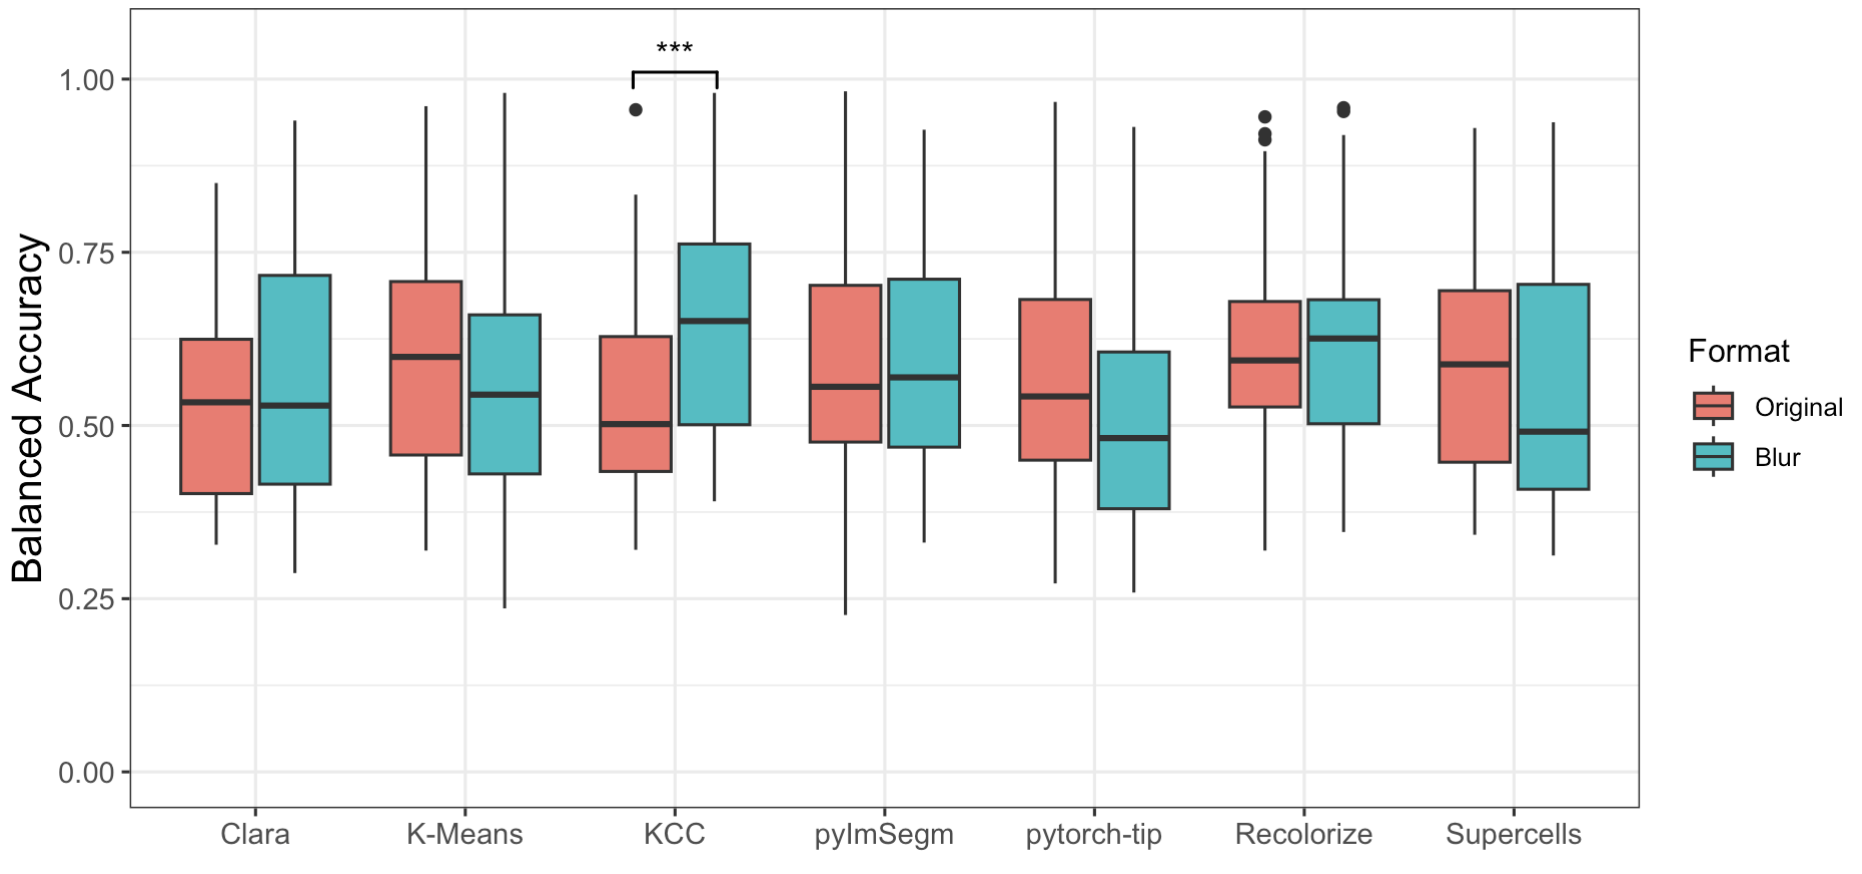 ***
1.00
0.75
0.50
0.25
0.00
Balanced Accuracy
Clara K-Means KCC pyImSegm pytorch-tip Recolorize Supercells
Format
Original
Blur